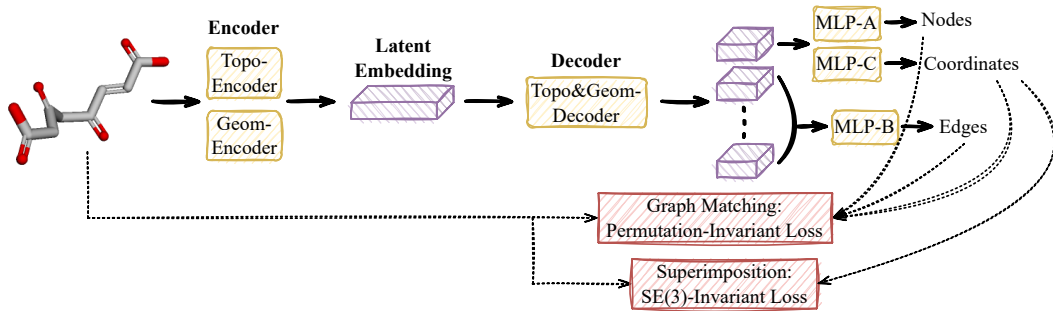 Encoder
Topo-
Encoder
Geom-
Encoder
Latent
Embedding
Decoder
Topo&Geom-
Decoder
MLP-A
Nodes
MLP-C
Coordinates
MLP-B
Edges
Graph Matching:
Permutation-Invariant Loss
Superimposition:
SE(3)-Invariant Loss